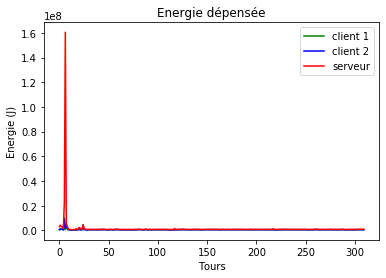 Energie dépensée
1e8
client 1
client 2
serveur
1.6
1.4
1.2
1.0
0.8
0.6
0.4
0.2
0.0
Energie (J)
0 50 100 150 200 250 300
Tours